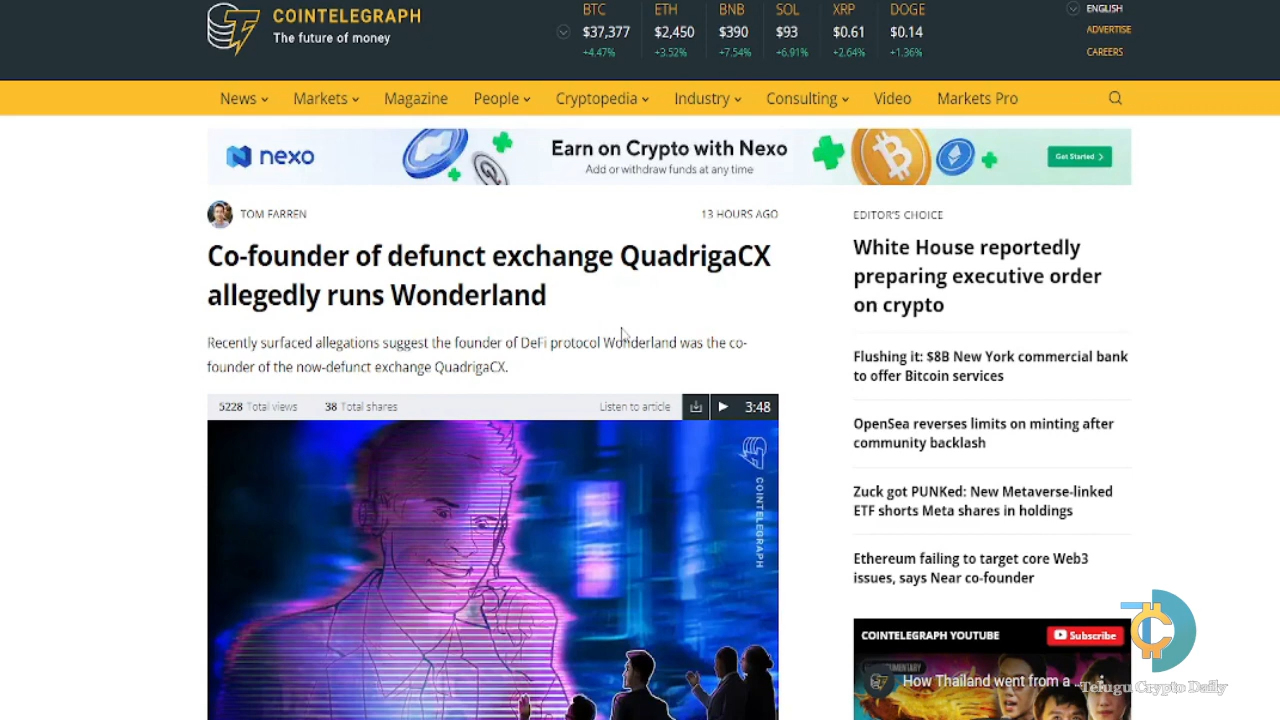 COINTELEGRAPH
The future of money
BTC ETH BNB SOL XRP DOGE
$37,377 $2,450 $390 $93 $0.61 $0.14
+4.47% +3.52% +7.54% +6.91% +2.64% +1.36%
ENGLISH
ADVERTISE
CAREERS
News Markets Magazine People Cryptopedia Industry Consulting Video Markets Pro
nexo
Earn on Crypto with Nexo
Add or withdraw funds at any time
Get Started
TOM FARREN
13 HOURS AGO
Co-founder of defunct exchange QuadrigaCX
allegedly runs Wonderland
Recently surfaced allegations suggest the founder of DeFi protocol Wonderland was the co-
founder of the now-defunct exchange QuadrigaCX.
5228 Total views 38 Total shares Listen to article 3:48
COINTELEGRAPH
EDITOR'S CHOICE
White House reportedly
preparing executive order
on crypto
Flushing it: $8B New York commercial bank
to offer Bitcoin services
OpenSea reverses limits on minting after
community backlash
Zuck got PUNKed: New Metaverse-linked
ETF shorts Meta shares in holdings
Ethereum failing to target core Web3
issues, says Near co-founder
COINTELEGRAPH YOUTUBE
Subscribe
How Thailand went from a ...
Telugu Crypto Daily